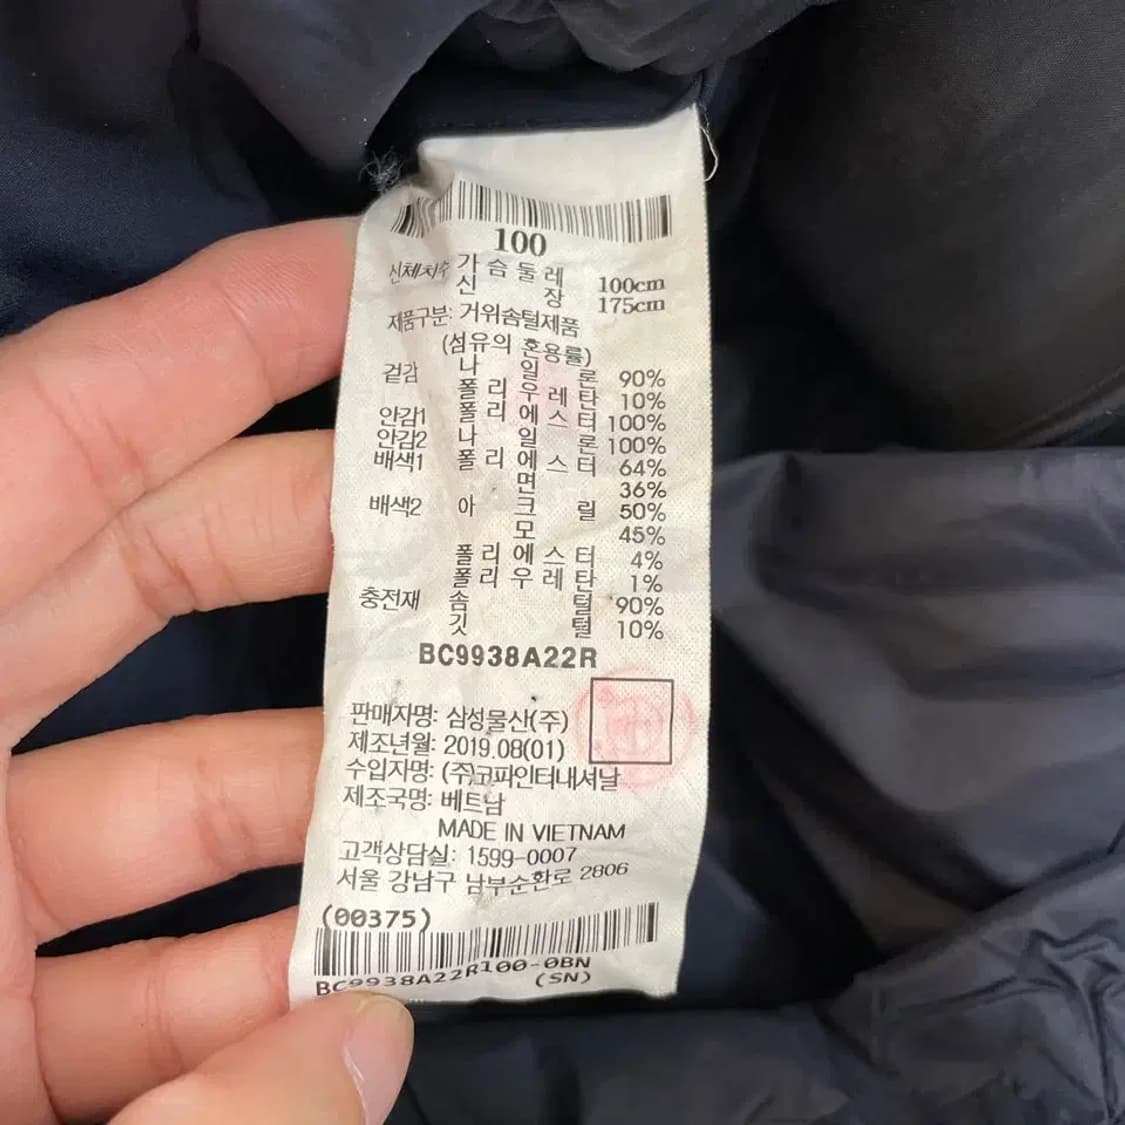 100
신체치수 가슴둘레 100cm
신장 175cm
제품구분: 거위솜털제품
(섬유의 혼용률)
겉감 나일론 90%
폴리우레탄 10%
안감1 폴리에스터 100%
안감2 나일론 100%
배색1 폴리에스터 64%
면 36%
배색2 아크릴 50%
모 45%
폴리에스터 4%
폴리우레탄 1%
충전재 솜털 90%
깃털 10%
BC9938A22R
판매자명: 삼성물산(주)
제조년월: 2019.08(01)
수입자명: (주)코파인터내셔날
제조국명: 베트남
MADE IN VIETNAM
고객상담실: 1599-0007
서울 강남구 남부순환로 2806
(00375)
BC9938A22R100-0BN
(SN)